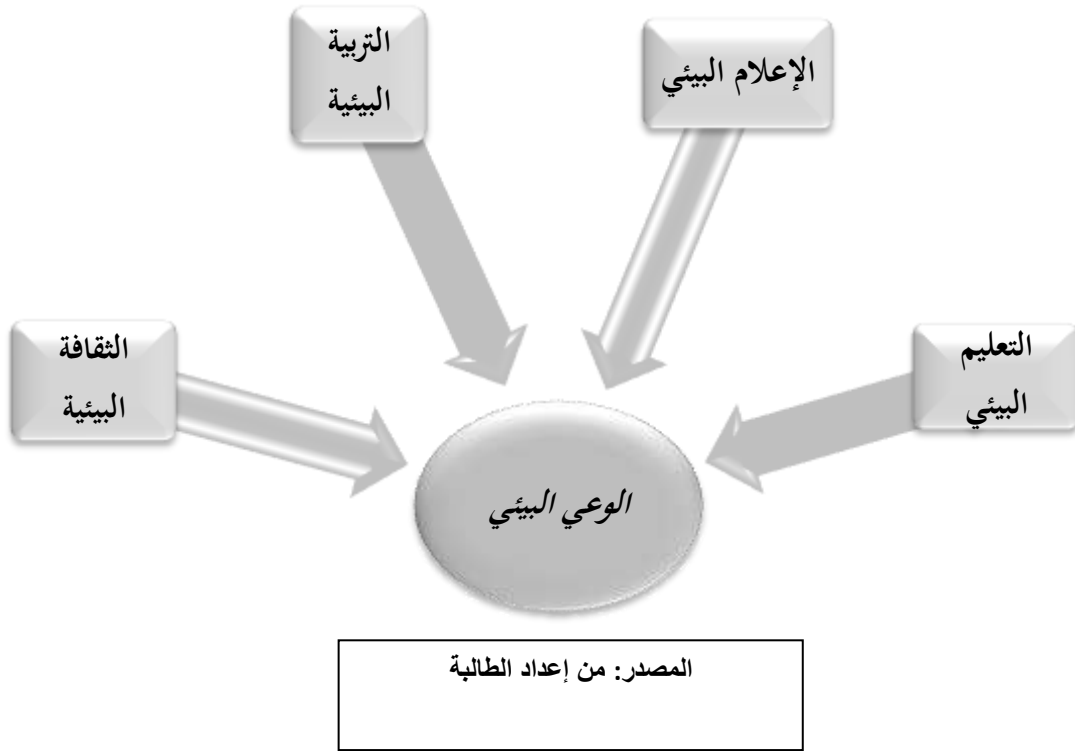 التربية
البيئية
الإعلام البيئي
التعليم
البيئي
الثقافة
البيئية
الوعي البيئي
المصدر: من إعداد الطالبة